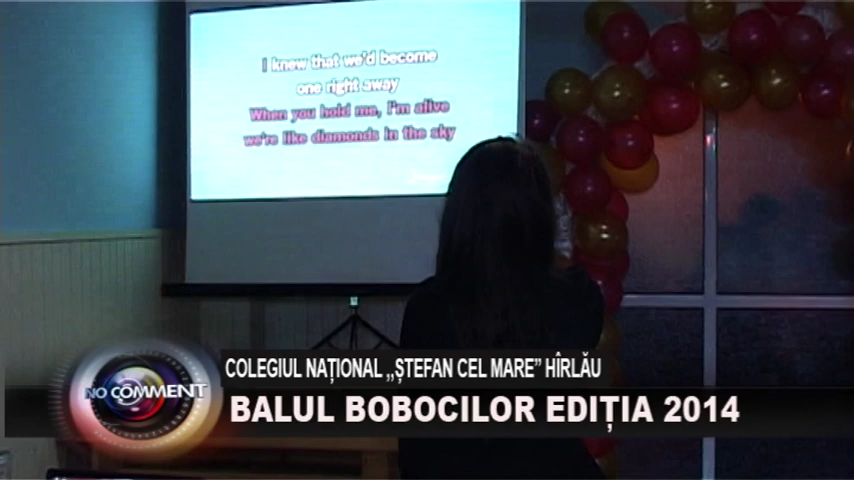 I knew that we'd become
one right away
When you hold me, I'm alive
we're like diamonds in the sky
COLEGIUL NAȚIONAL ,,ȘTEFAN CEL MARE" HÎRLĂU
NO COMMENT
BALUL BOBOCILOR EDIȚIA 2014